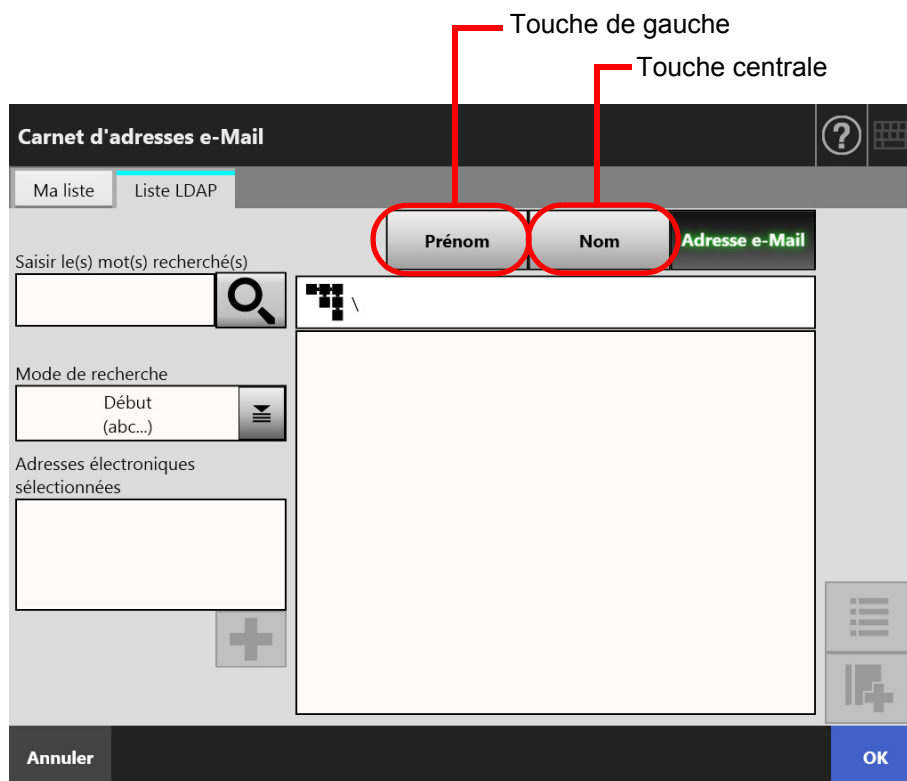 Touche de gauche
Touche centrale
Carnet d'adresses e-Mail
?
Ma liste
Liste LDAP
Prénom
Nom
Adresse e-Mail
Saisir le(s) mot(s) recherché(s)
\
Mode de recherche
Début
(abc...)
Adresses électroniques
sélectionnées
Annuler
OK